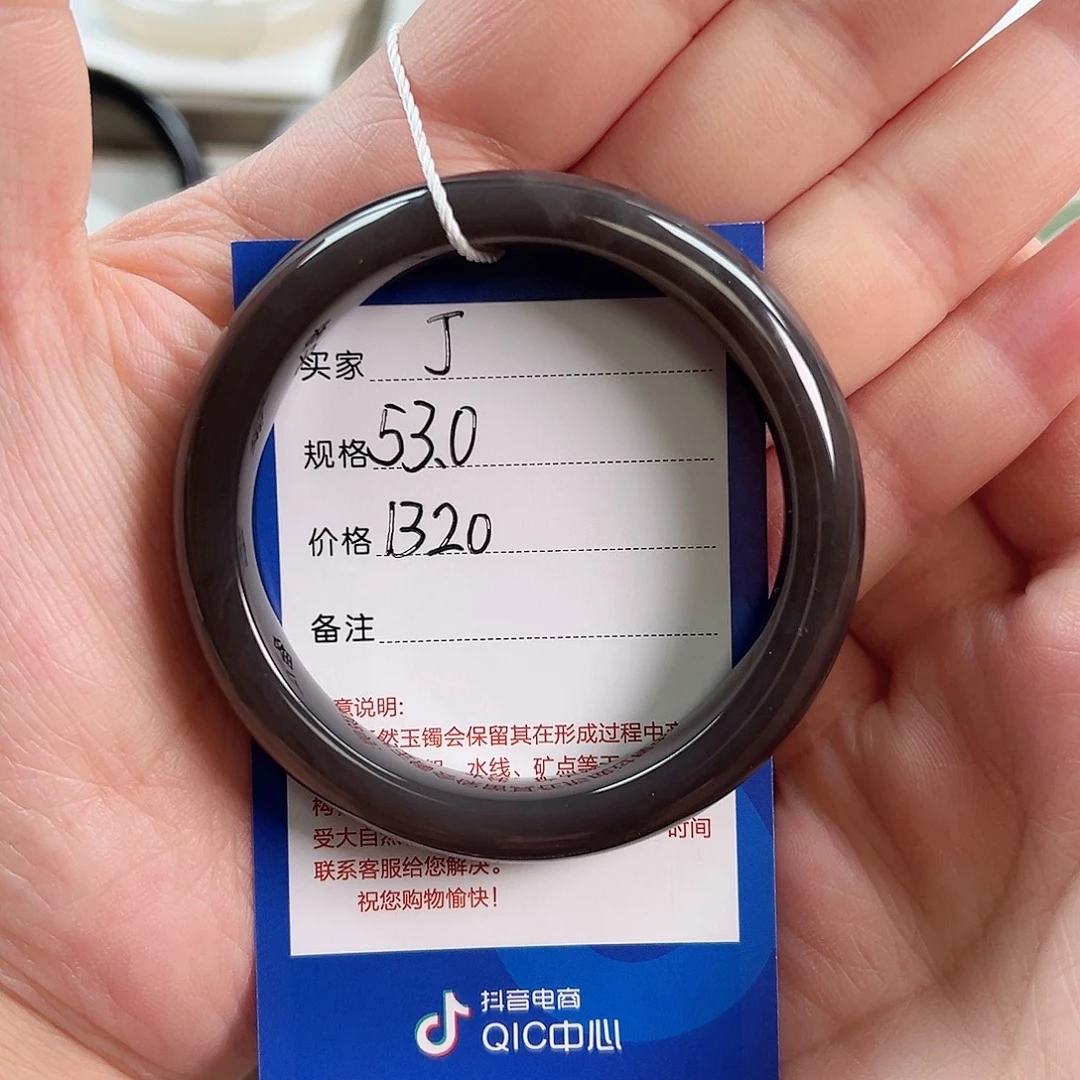 买家 J
规格 53.0
价格 1320
备注
意说明:
然玉镯会保留其在形成过程中
水线、矿点等
构
受大自然 时间
联系客服给您解决。
祝您购物愉快!
抖音电商
QIC中心